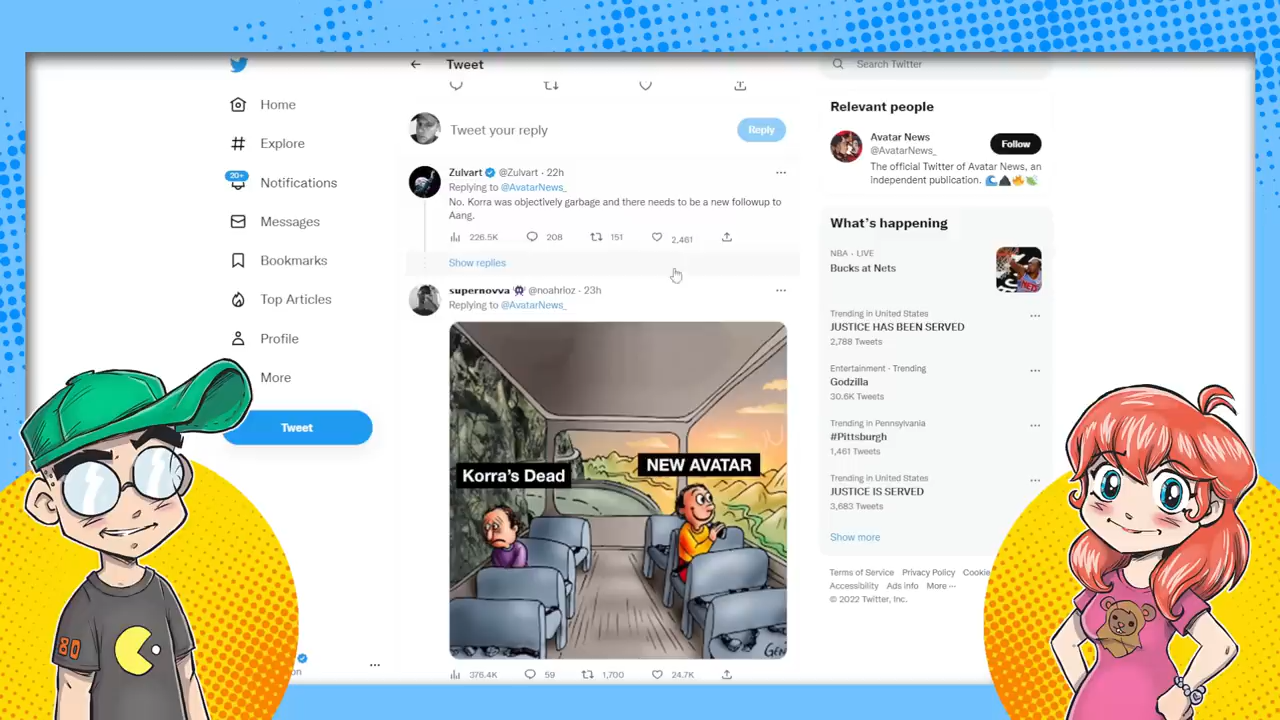 Tweet
Search Twitter
Home
Explore
20+
Notifications
Messages
Bookmarks
Top Articles
Profile
More
Tweet
Tweet your reply
Reply
Zulvart @Zulvart · 22h
Replying to @AvatarNews_
No. Korra was objectively garbage and there needs to be a new followup to
Aang.
226.5K 208 151 2,461
Show replies
supernovva @noahrloz · 23h
Replying to @AvatarNews_
Korra's Dead
NEW AVATAR
376.4K 59 1,700 24.7K
Relevant people
Avatar News
@AvatarNews_
Follow
The official Twitter of Avatar News, an
independent publication.
What's happening
NBA · LIVE
Bucks at Nets
Trending in United States
JUSTICE HAS BEEN SERVED
2,788 Tweets
Entertainment · Trending
Godzilla
30.6K Tweets
Trending in Pennsylvania
#Pittsburgh
1,461 Tweets
Trending in United States
JUSTICE IS SERVED
3,683 Tweets
Show more
Terms of Service Privacy Policy Cookie
Accessibility Ads info More ···
© 2022 Twitter, Inc.
80